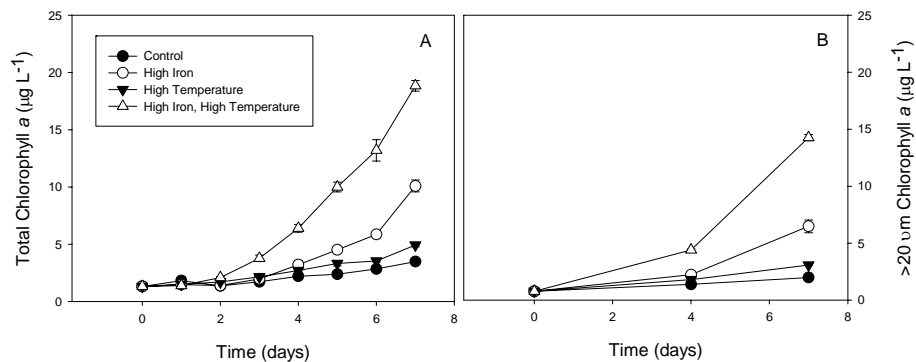 25
20
15
10
5
0
Total Chlorophyll a (μg L-1)
A
Control
High Iron
High Temperature
High Iron, High Temperature
0 2 4 6 8
Time (days)
B
0 2 4 6 8
Time (days)
25
20
15
10
5
0
>20 υm Chlorophyll a (μg L-1)